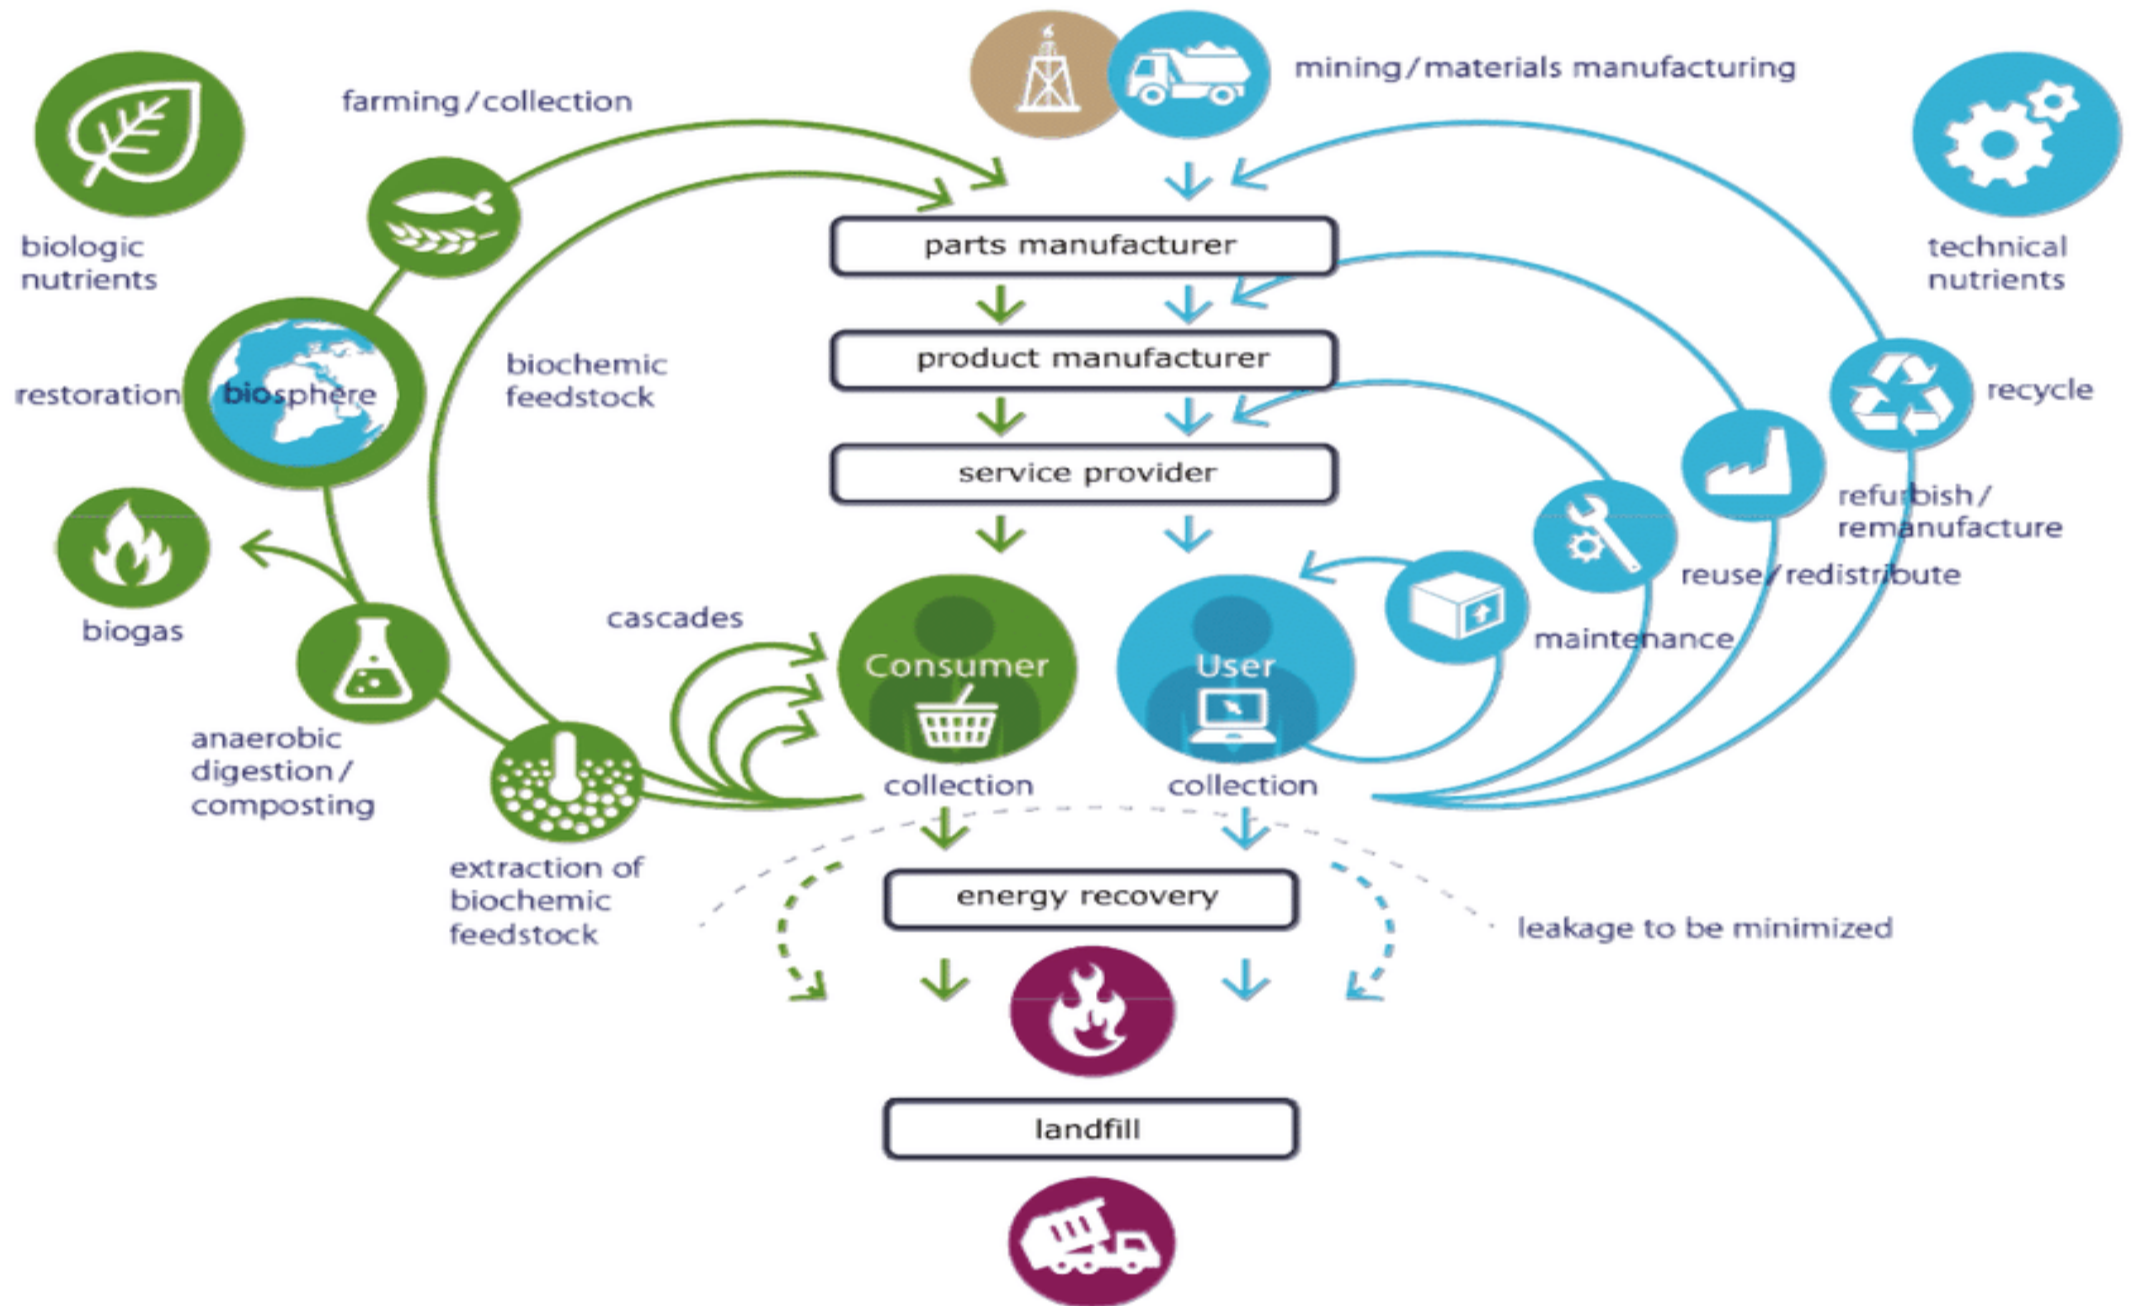 mining/materials manufacturing
farming/collection
biologic
nutrients
technical
nutrients
parts manufacturer
product manufacturer
biochemic
feedstock
restoration
biosphere
recycle
service provider
refurbish/
remanufacture
reuse/redistribute
biogas
cascades
maintenance
Consumer
User
anaerobic
digestion/
composting
collection
collection
extraction of
biochemic
feedstock
energy recovery
leakage to be minimized
landfill